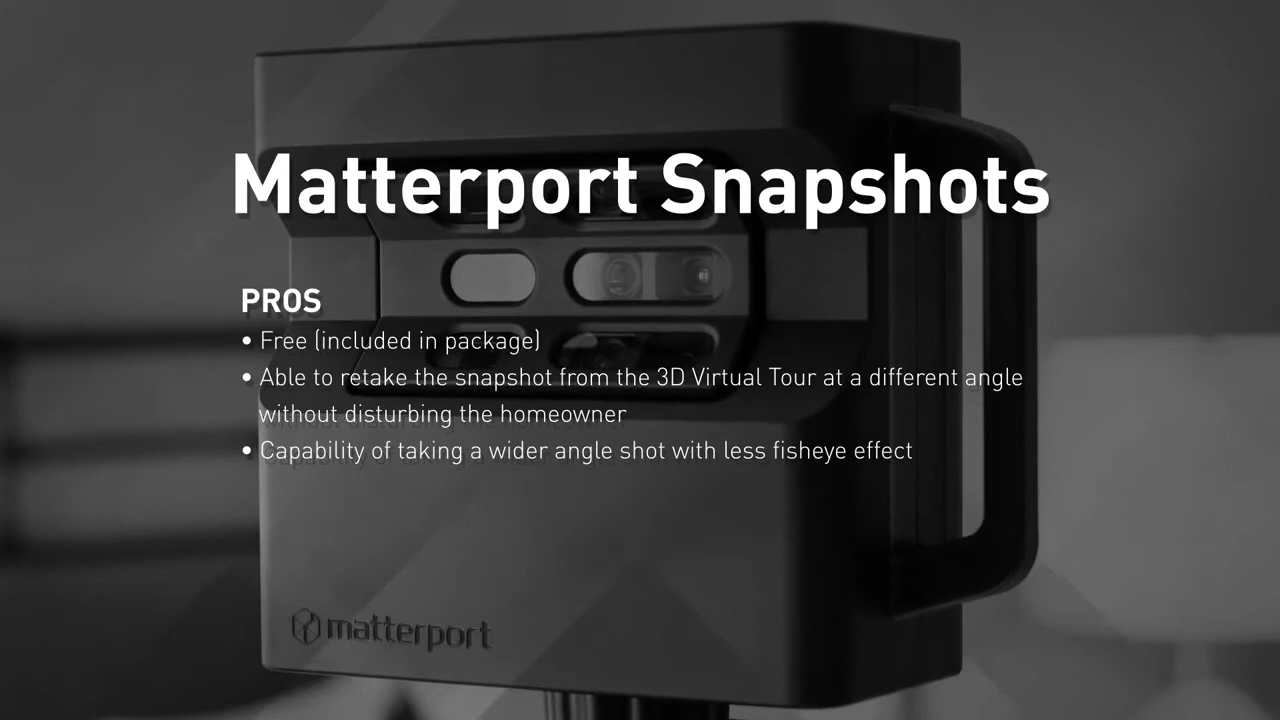 Matterport Snapshots
PROS
• Free (included in package)
• Able to retake the snapshot from the 3D Virtual Tour at a different angle
without disturbing the homeowner
• Capability of taking a wider angle shot with less fisheye effect
matterport